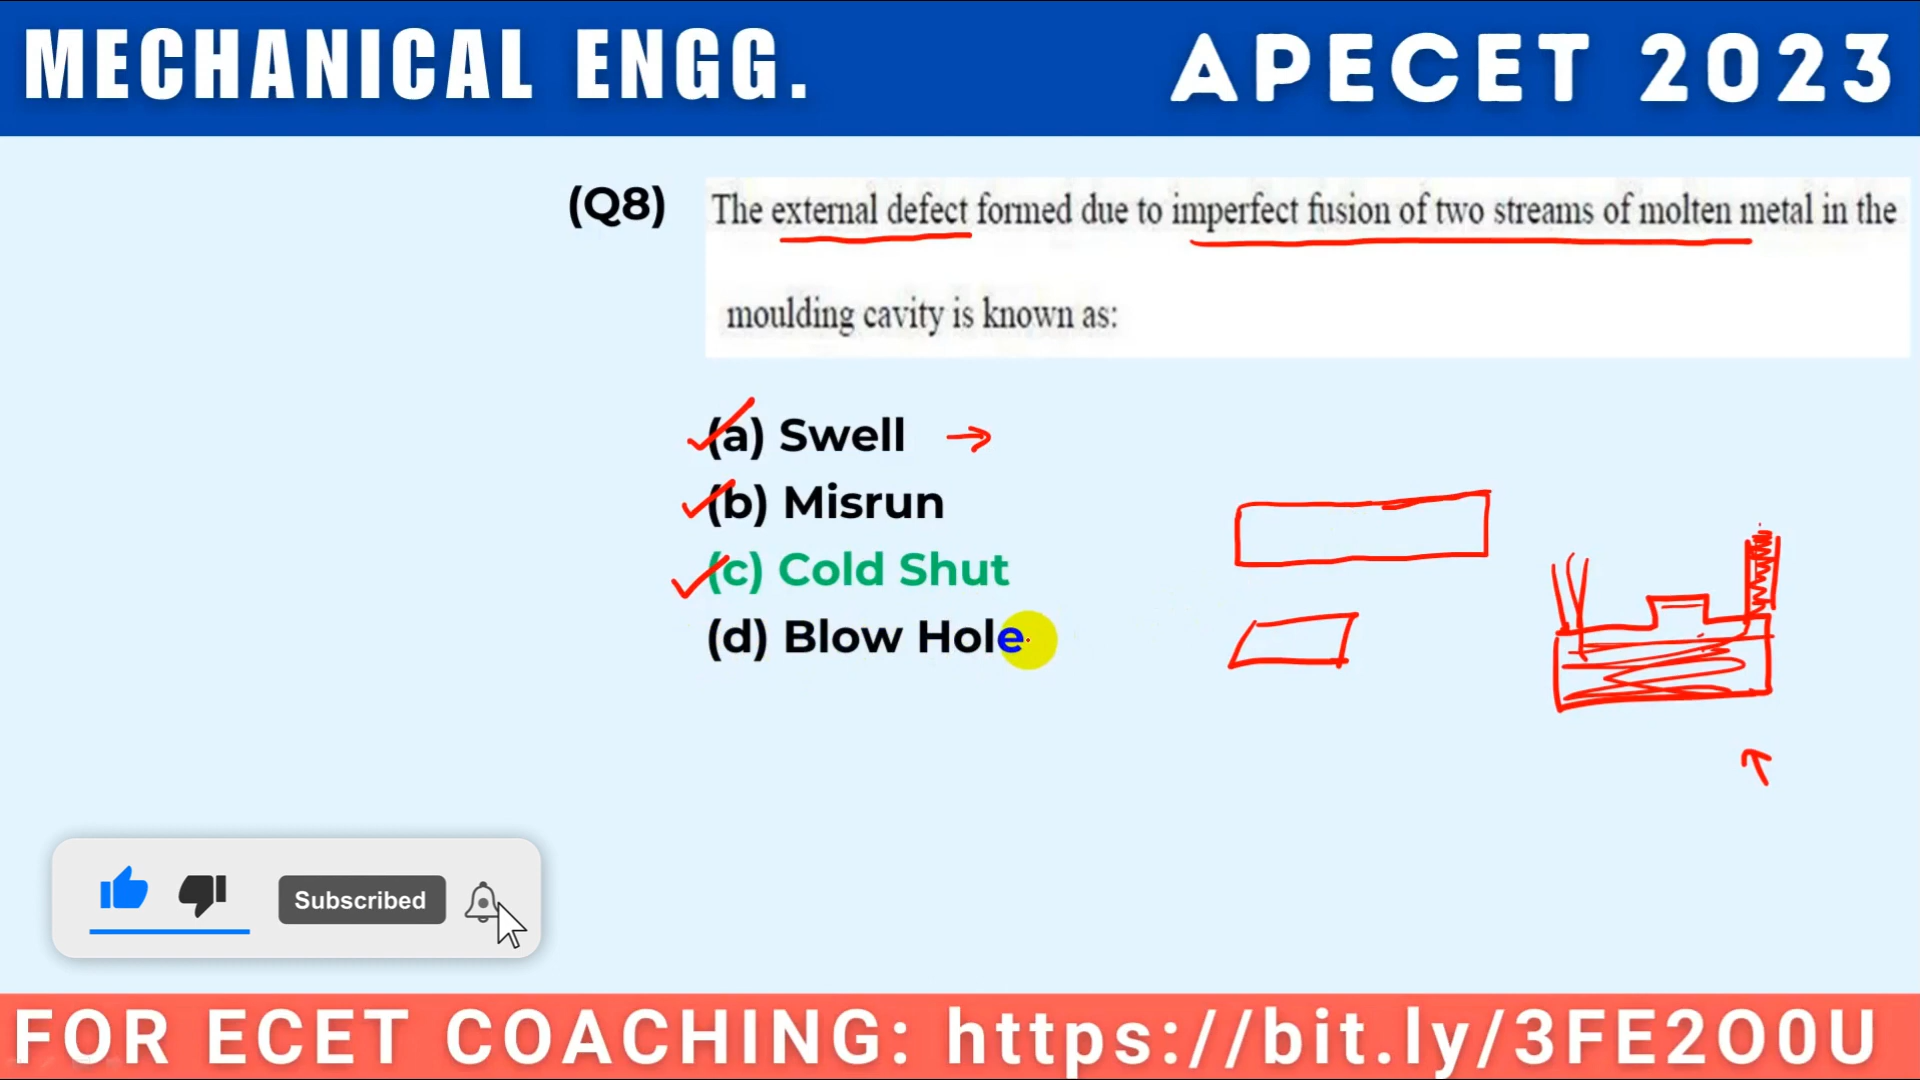 MECHANICAL ENGG.
APECET 2023
(Q8) The external defect formed due to imperfect fusion of two streams of molten metal in the
moulding cavity is known as:
(a) Swell
(b) Misrun
(c) Cold Shut
(d) Blow Hole
Subscribed
FOR ECET COACHING: https://bit.ly/3FE2O0U